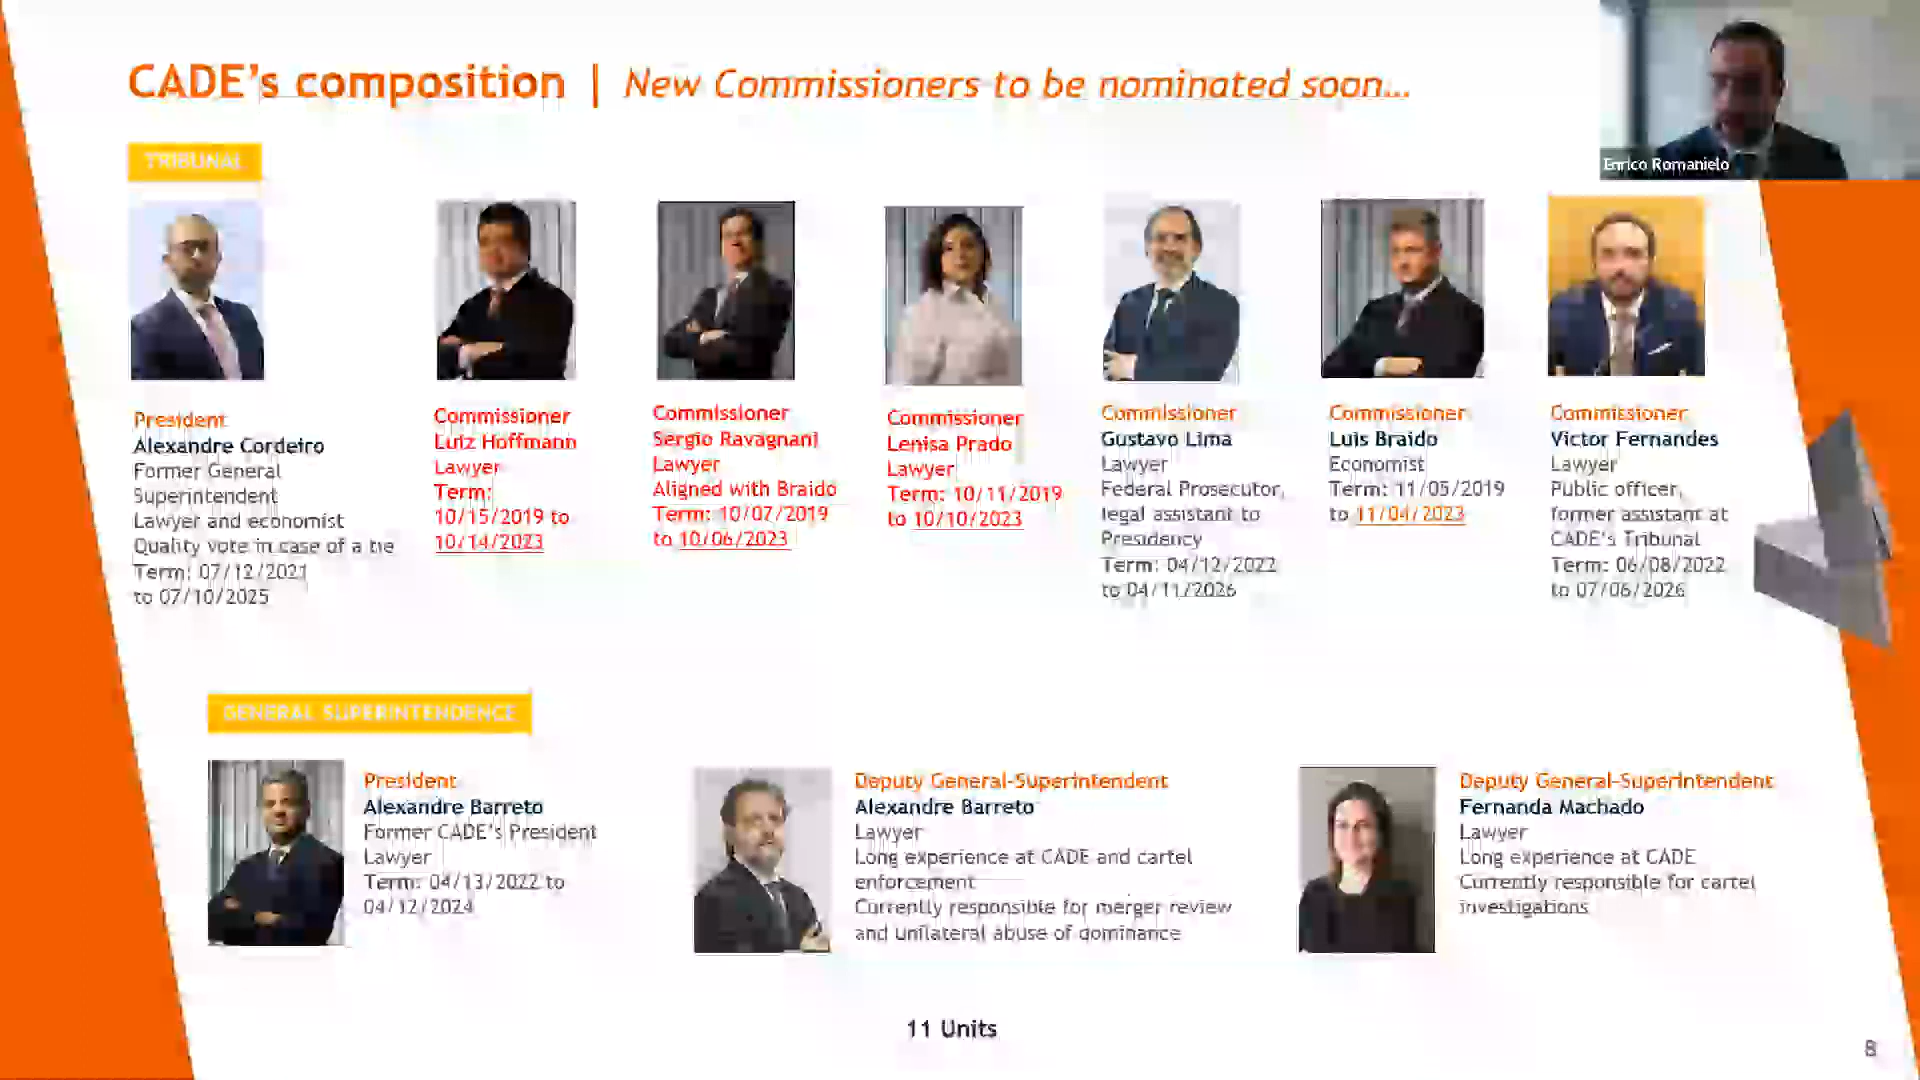 CADE's composition | New Commissioners to be nominated soon...
Enrico Romanielo
TRIBUNAL
President
Alexandre Cordeiro
Former General
Superintendent
Lawyer and economist
Quality vote in case of a tie
Term: 07/12/2021
to 07/10/2025
Commissioner
Luiz Hoffmann
Lawyer
Term:
10/15/2019 to
10/14/2023
Commissioner
Sergio Ravagnani
Lawyer
Aligned with Braido
Term: 10/07/2019
to 10/06/2023
Commissioner
Lenisa Prado
Lawyer
Term: 10/11/2019
to 10/10/2023
Commissioner
Gustavo Lima
Lawyer
Federal Prosecutor,
legal assistant to
Presidency
Term: 04/12/2022
to 04/11/2026
Commissioner
Luis Braido
Economist
Term: 11/05/2019
to 11/04/2023
Commissioner
Victor Fernandes
Lawyer
Public officer,
former assistant at
CADE's Tribunal
Term: 06/08/2022
to 07/06/2026
GENERAL SUPERINTENDENCE
President
Alexandre Barreto
Former CADE's President
Lawyer
Term: 04/13/2022 to
04/12/2024
Deputy General-Superintendent
Alexandre Barreto
Lawyer
Long experience at CADE and cartel
enforcement
Currently responsible for merger review
and unilateral abuse of dominance
Deputy General-Superintendent
Fernanda Machado
Lawyer
Long experience at CADE
Currently responsible for cartel
investigations
11 Units
8